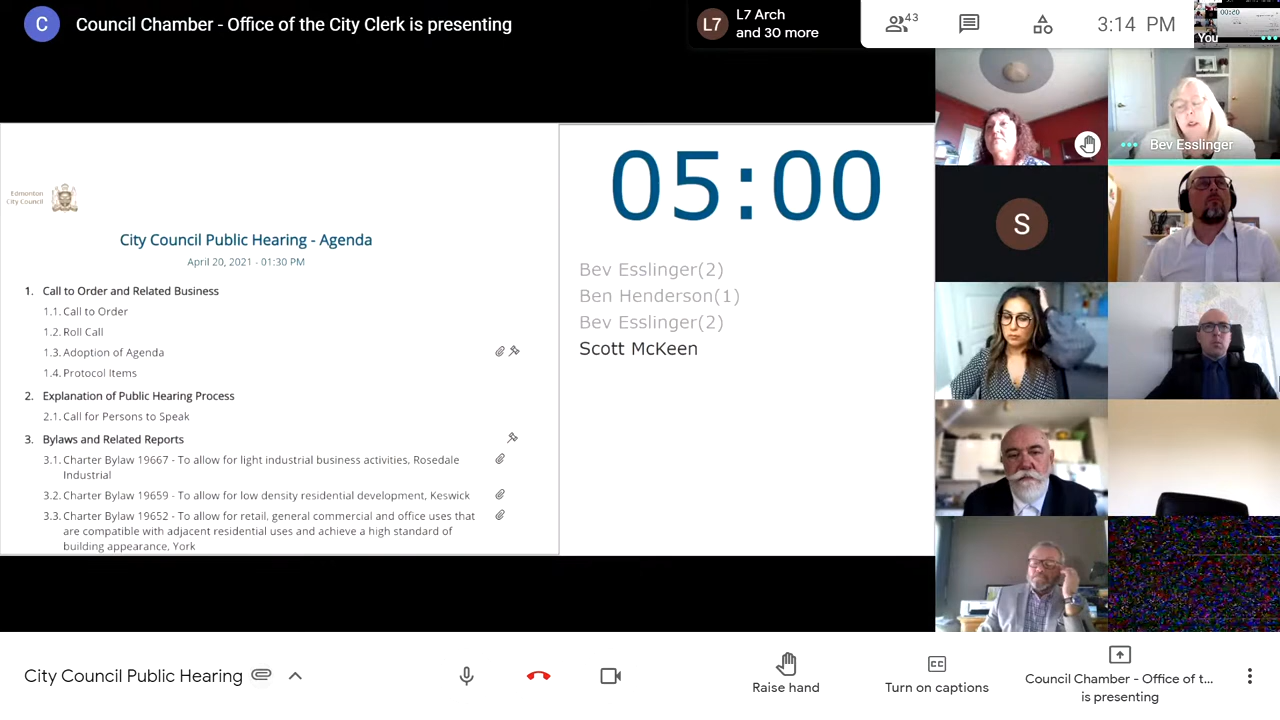 C
Council Chamber - Office of the City Clerk is presenting
L7
L7 Arch
and 30 more
43
3:14 PM
05:00
You
Bev Esslinger
S
Edmonton
City Council
City Council Public Hearing - Agenda
April 20, 2021 - 01:30 PM
1. Call to Order and Related Business
1.1. Call to Order
1.2. Roll Call
1.3. Adoption of Agenda
1.4. Protocol Items
2. Explanation of Public Hearing Process
2.1. Call for Persons to Speak
3. Bylaws and Related Reports
3.1. Charter Bylaw 19667 - To allow for light industrial business activities, Rosedale
Industrial
3.2. Charter Bylaw 19659 - To allow for low density residential development, Keswick
3.3. Charter Bylaw 19652 - To allow for retail, general commercial and office uses that
are compatible with adjacent residential uses and achieve a high standard of
building appearance, York
05:00
Bev Esslinger(2)
Ben Henderson(1)
Bev Esslinger(2)
Scott McKeen
City Council Public Hearing
Raise hand
CC
Turn on captions
Council Chamber - Office of t...
is presenting